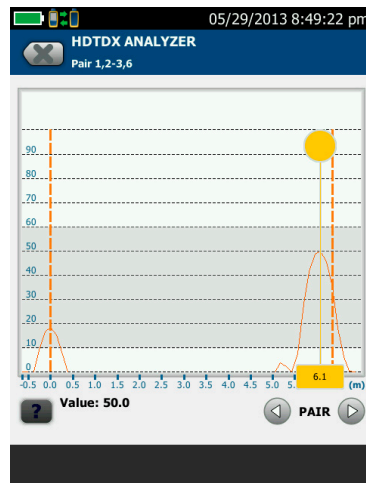 05/29/2013 8:49:22 pm
HDTDX ANALYZER
Pair 1,2-3,6
90
80
70
60
50
40
30
20
10
0
-0.5 0.0 0.5 1.0 1.5 2.0 2.5 3.0 3.5 4.0 4.5 5.0 5. 6.1 (m)
? Value: 50.0 PAIR